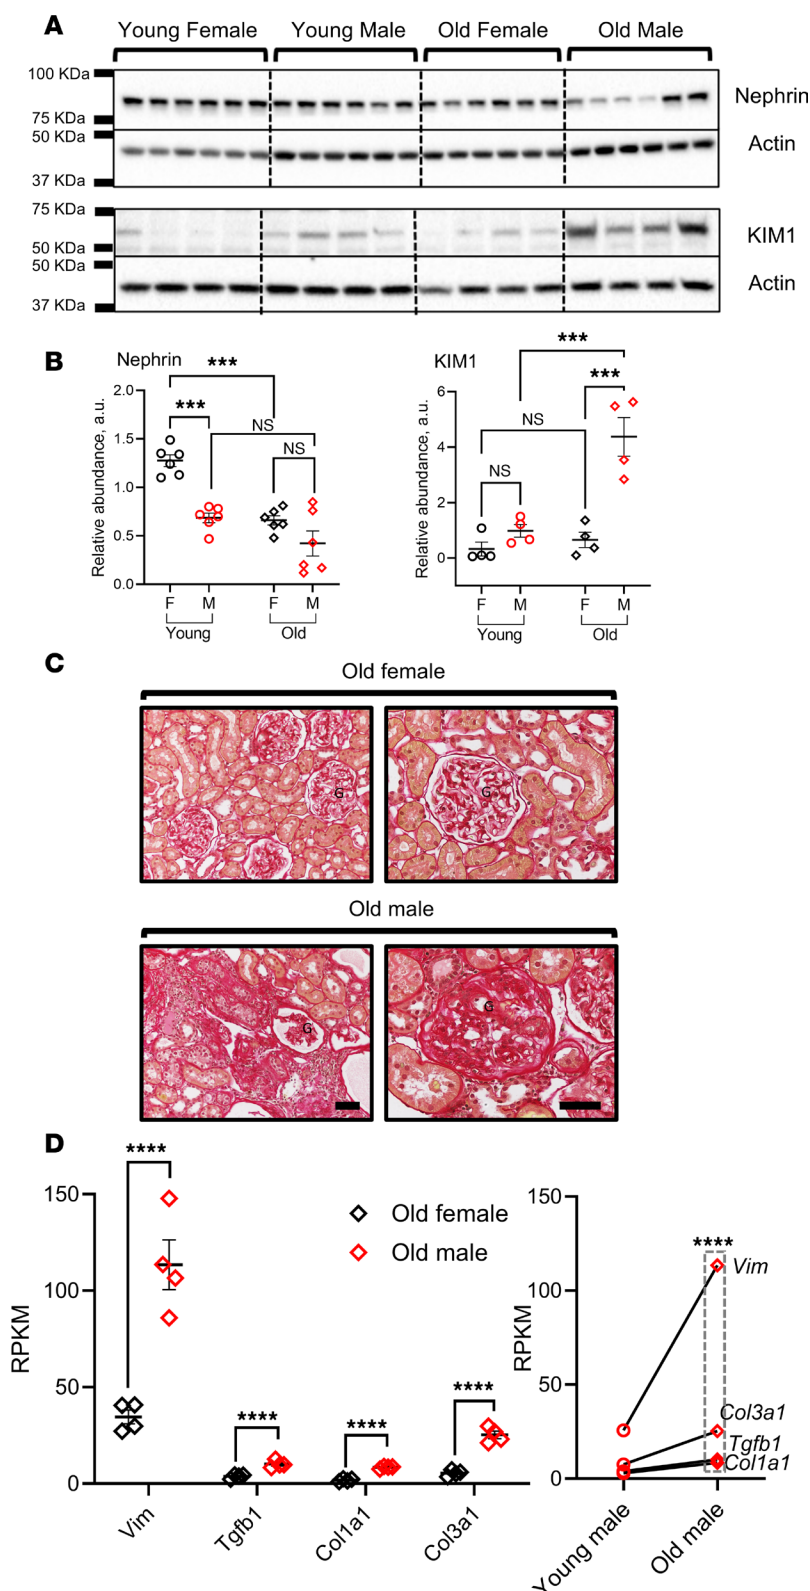 A
Young Female
Young Male
Old Female
Old Male
100 KDa
75 KDa
50 KDa
37 KDa
Nephrin
Actin
75 KDa
50 KDa
50 KDa
37 KDa
KIM1
Actin
B
Nephrin
***
***
NS
NS
Relative abundance, a.u.
2.0
1.5
1.0
0.5
0.0
F M F M
Young Old
KIM1
***
***
NS
NS
Relative abundance, a.u.
6
4
2
0
F M F M
Young Old
C
Old female
G
G
Old male
G
G
D
****
****
****
****
Old female
Old male
RPKM
150
100
50
0
Vim
Tgfb1
Col1a1
Col3a1
RPKM
150
100
50
0
****
Vim
Col3a1
Tgfb1
Col1a1
Young male
Old male